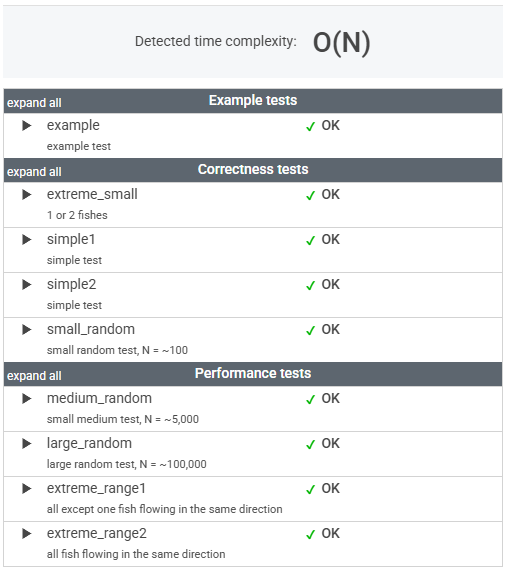 Detected time complexity: O(N)
expand all Example tests
example OK
example test
expand all Correctness tests
extreme_small OK
1 or 2 fishes
simple1 OK
simple test
simple2 OK
simple test
small_random OK
small random test, N = ~100
expand all Performance tests
medium_random OK
small medium test, N = ~5,000
large_random OK
large random test, N = ~100,000
extreme_range1 OK
all except one fish flowing in the same direction
extreme_range2 OK
all fish flowing in the same direction